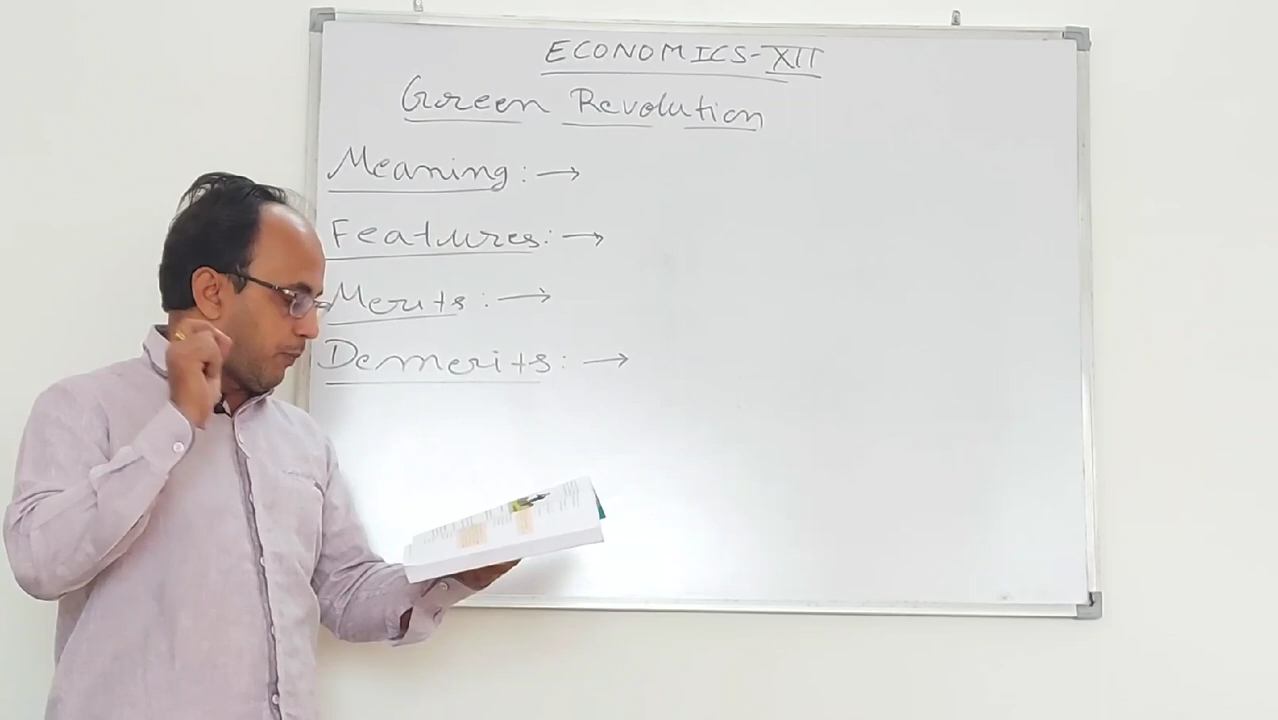 ECONOMICS-XII
Green Revolution
Meaning:→
Features:→
Merits:→
Demerits:→